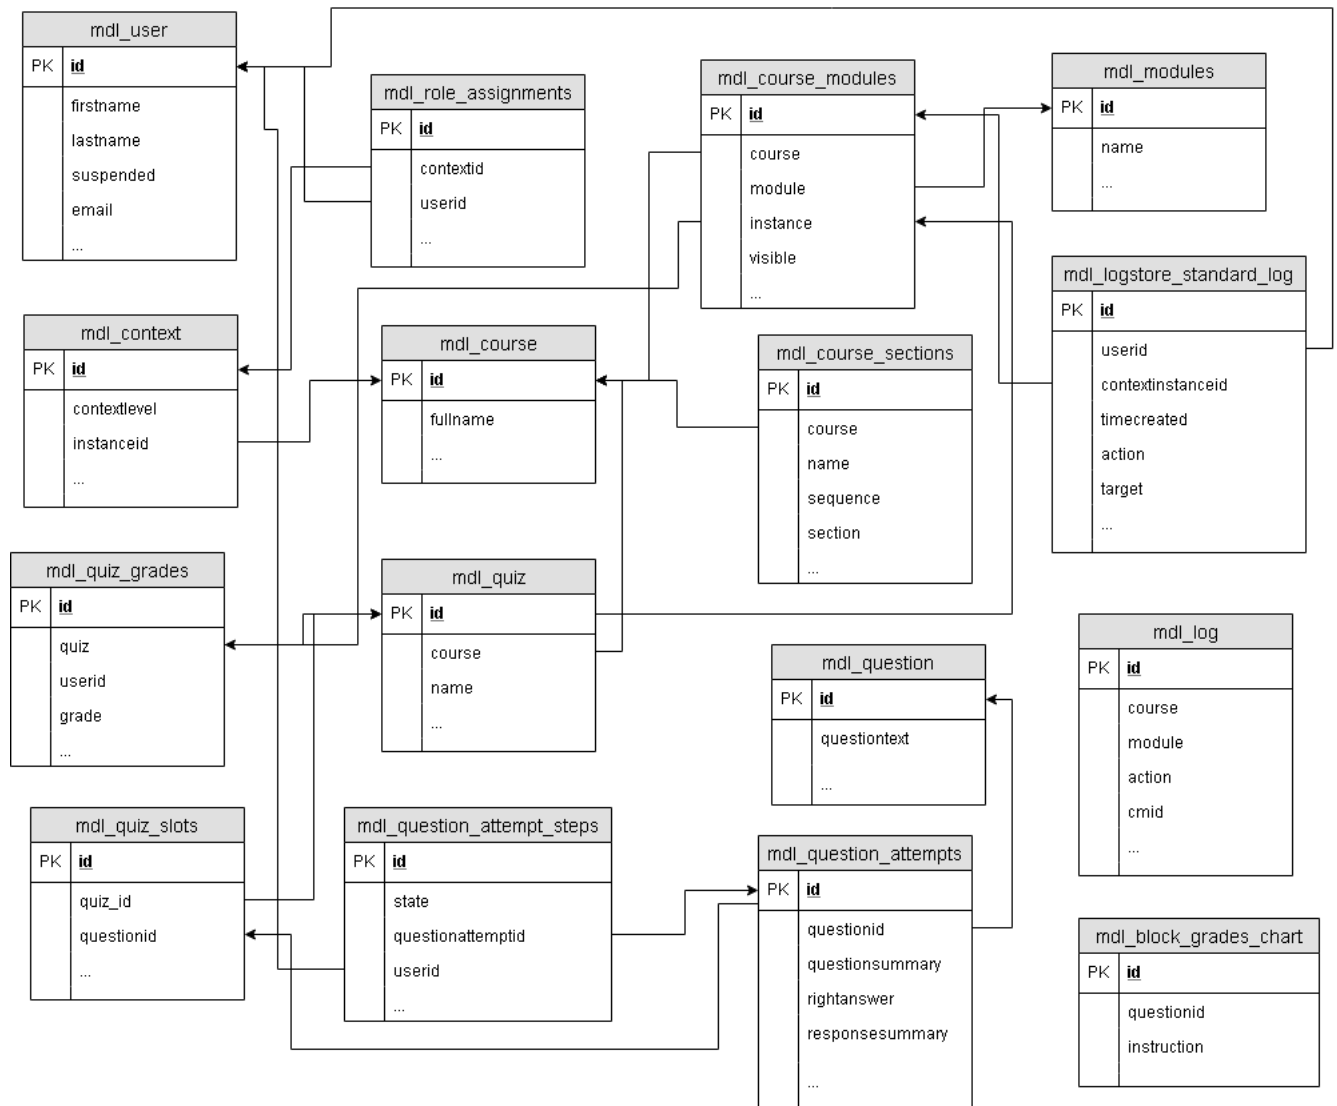 mdl_user
PK id
firstname
lastname
suspended
email
...
mdl_role_assignments
PK id
contextid
userid
...
mdl_course_modules
PK id
course
module
instance
visible
...
mdl_modules
PK id
name
...
mdl_logstore_standard_log
PK id
userid
contextinstanceid
timecreated
action
target
...
mdl_context
PK id
contextlevel
instanceid
...
mdl_course
PK id
fullname
...
mdl_course_sections
PK id
course
name
sequence
section
...
mdl_quiz_grades
PK id
quiz
userid
grade
...
mdl_quiz
PK id
course
name
...
mdl_question
PK id
questiontext
...
mdl_log
PK id
course
module
action
cmid
...
mdl_quiz_slots
PK id
quiz_id
questionid
...
mdl_question_attempt_steps
PK id
state
questionattemptid
userid
...
mdl_question_attempts
PK id
questionid
questionsummary
rightanswer
responsesummary
...
mdl_block_grades_chart
PK id
questionid
instruction